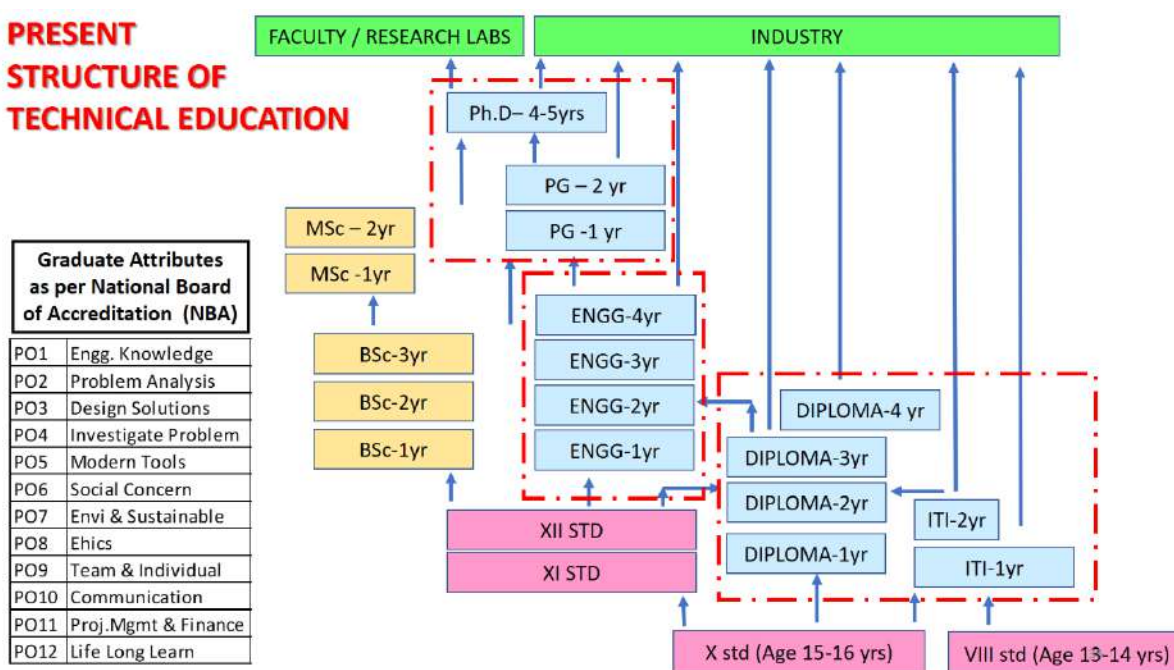 PRESENT
STRUCTURE OF
TECHNICAL EDUCATION
FACULTY / RESEARCH LABS
INDUSTRY
Ph.D– 4-5yrs
PG – 2 yr
PG -1 yr
MSc – 2yr
MSc -1yr
BSc-3yr
BSc-2yr
BSc-1yr
ENGG-4yr
ENGG-3yr
ENGG-2yr
ENGG-1yr
DIPLOMA-4 yr
DIPLOMA-3yr
DIPLOMA-2yr
DIPLOMA-1yr
ITI-2yr
ITI-1yr
XII STD
XI STD
X std (Age 15-16 yrs)
VIII std (Age 13-14 yrs)
Graduate Attributes
as per National Board
of Accreditation (NBA)
PO1 Engg. Knowledge
PO2 Problem Analysis
PO3 Design Solutions
PO4 Investigate Problem
PO5 Modern Tools
PO6 Social Concern
PO7 Envi & Sustainable
PO8 Ehics
PO9 Team & Individual
PO10 Communication
PO11 Proj.Mgmt & Finance
PO12 Life Long Learn